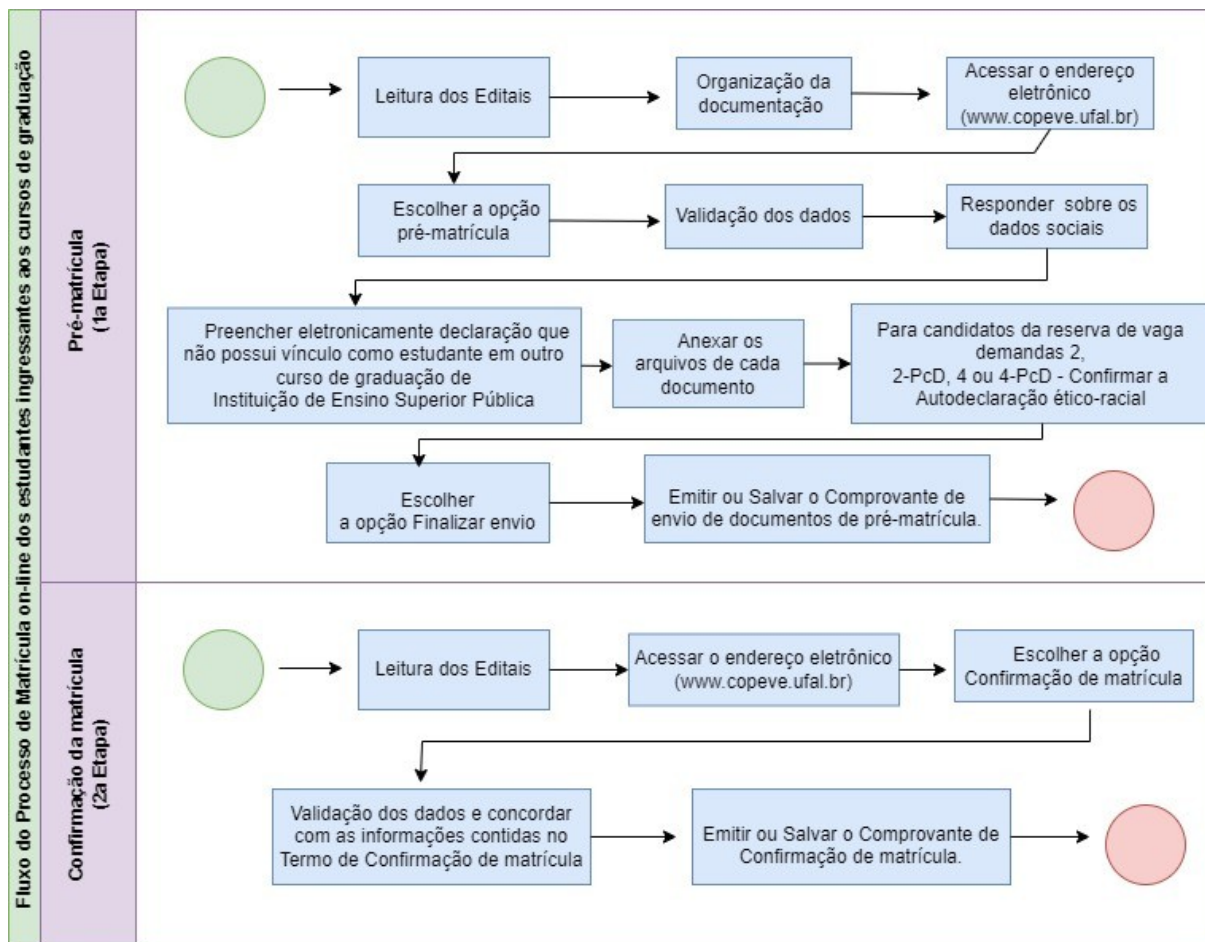 Fluxo do Processo de Matrícula on-line dos estudantes ingressantes aos cursos de graduação
Pré-matrícula
(1a Etapa)
Leitura dos Editais
Organização da
documentação
Acessar o endereço
eletrônico
(www.copeve.ufal.br)
Escolher a opção
pré-matrícula
Validação dos dados
Responder sobre os
dados sociais
Preencher eletronicamente declaração que
não possui vínculo como estudante em outro
curso de graduação de
Instituição de Ensino Superior Pública
Anexar os
arquivos de cada
documento
Para candidatos da reserva de vaga
demandas 2,
2-PcD, 4 ou 4-PcD - Confirmar a
Autodeclaração ético-racial
Escolher
a opção Finalizar envio
Emitir ou Salvar o Comprovante de
envio de documentos de pré-matrícula.
Confirmação da matrícula
(2a Etapa)
Leitura dos Editais
Acessar o endereço eletrônico
(www.copeve.ufal.br)
Escolher a opção
Confirmação de matrícula
Validação dos dados e concordar
com as informações contidas no
Termo de Confirmação de matrícula
Emitir ou Salvar o Comprovante de
Confirmação de matrícula.